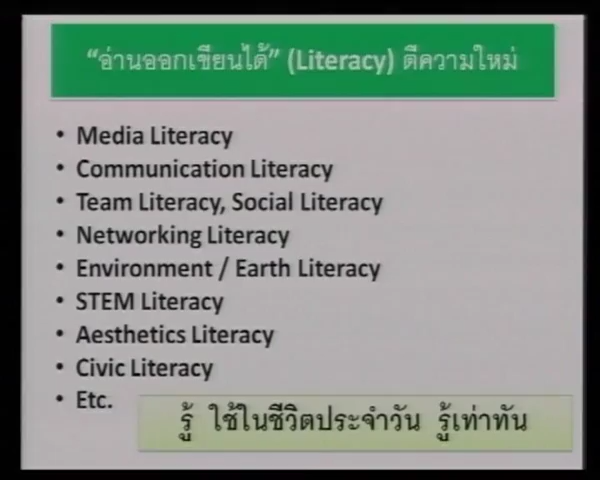 “อ่านออกเขียนได้” (Literacy) ตีความใหม่
• Media Literacy
• Communication Literacy
• Team Literacy, Social Literacy
• Networking Literacy
• Environment / Earth Literacy
• STEM Literacy
• Aesthetics Literacy
• Civic Literacy
• Etc.
รู้ ใช้ในชีวิตประจำวัน รู้เท่าทัน